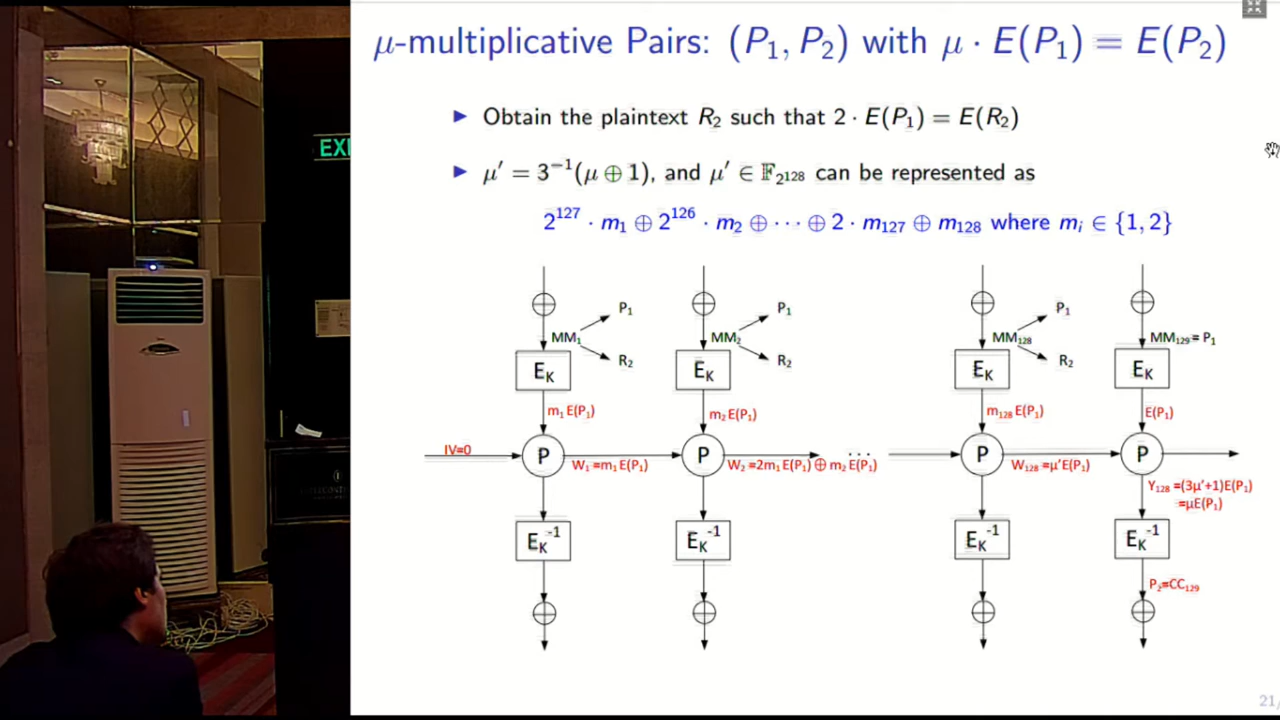 μ-multiplicative Pairs: (P₁, P₂) with μ · E(P₁) = E(P₂)
▶ Obtain the plaintext R₂ such that 2 · E(P₁) = E(R₂)
▶ μ′ = 3⁻¹(μ ⊕ 1), and μ′ ∈ 𝔽₂128 can be represented as
2¹²⁷ · m₁ ⊕ 2¹²⁶ · m₂ ⊕ ··· ⊕ 2 · m₁₂₇ ⊕ m₁₂₈ where mᵢ ∈ {1, 2}
EXI
P₁ P₁ P₁
MM₁ MM₂ MM₁₂₈ MM₁₂₉= P₁
R₂ R₂ R₂
E_K E_K E_K E_K
m₁E(P₁) m₂E(P₁) m₁₂₈E(P₁) E(P₁)
IV=0 P P ... P P
W₁=m₁E(P₁) W₂=2m₁E(P₁)⊕m₂E(P₁) W₁₂₈=μ′E(P₁)
Y₁₂₈=(3μ′+1)E(P₁)
=μE(P₁)
E_K⁻¹ E_K⁻¹ E_K⁻¹ E_K⁻¹
P₂=CC₁₂₉
21/